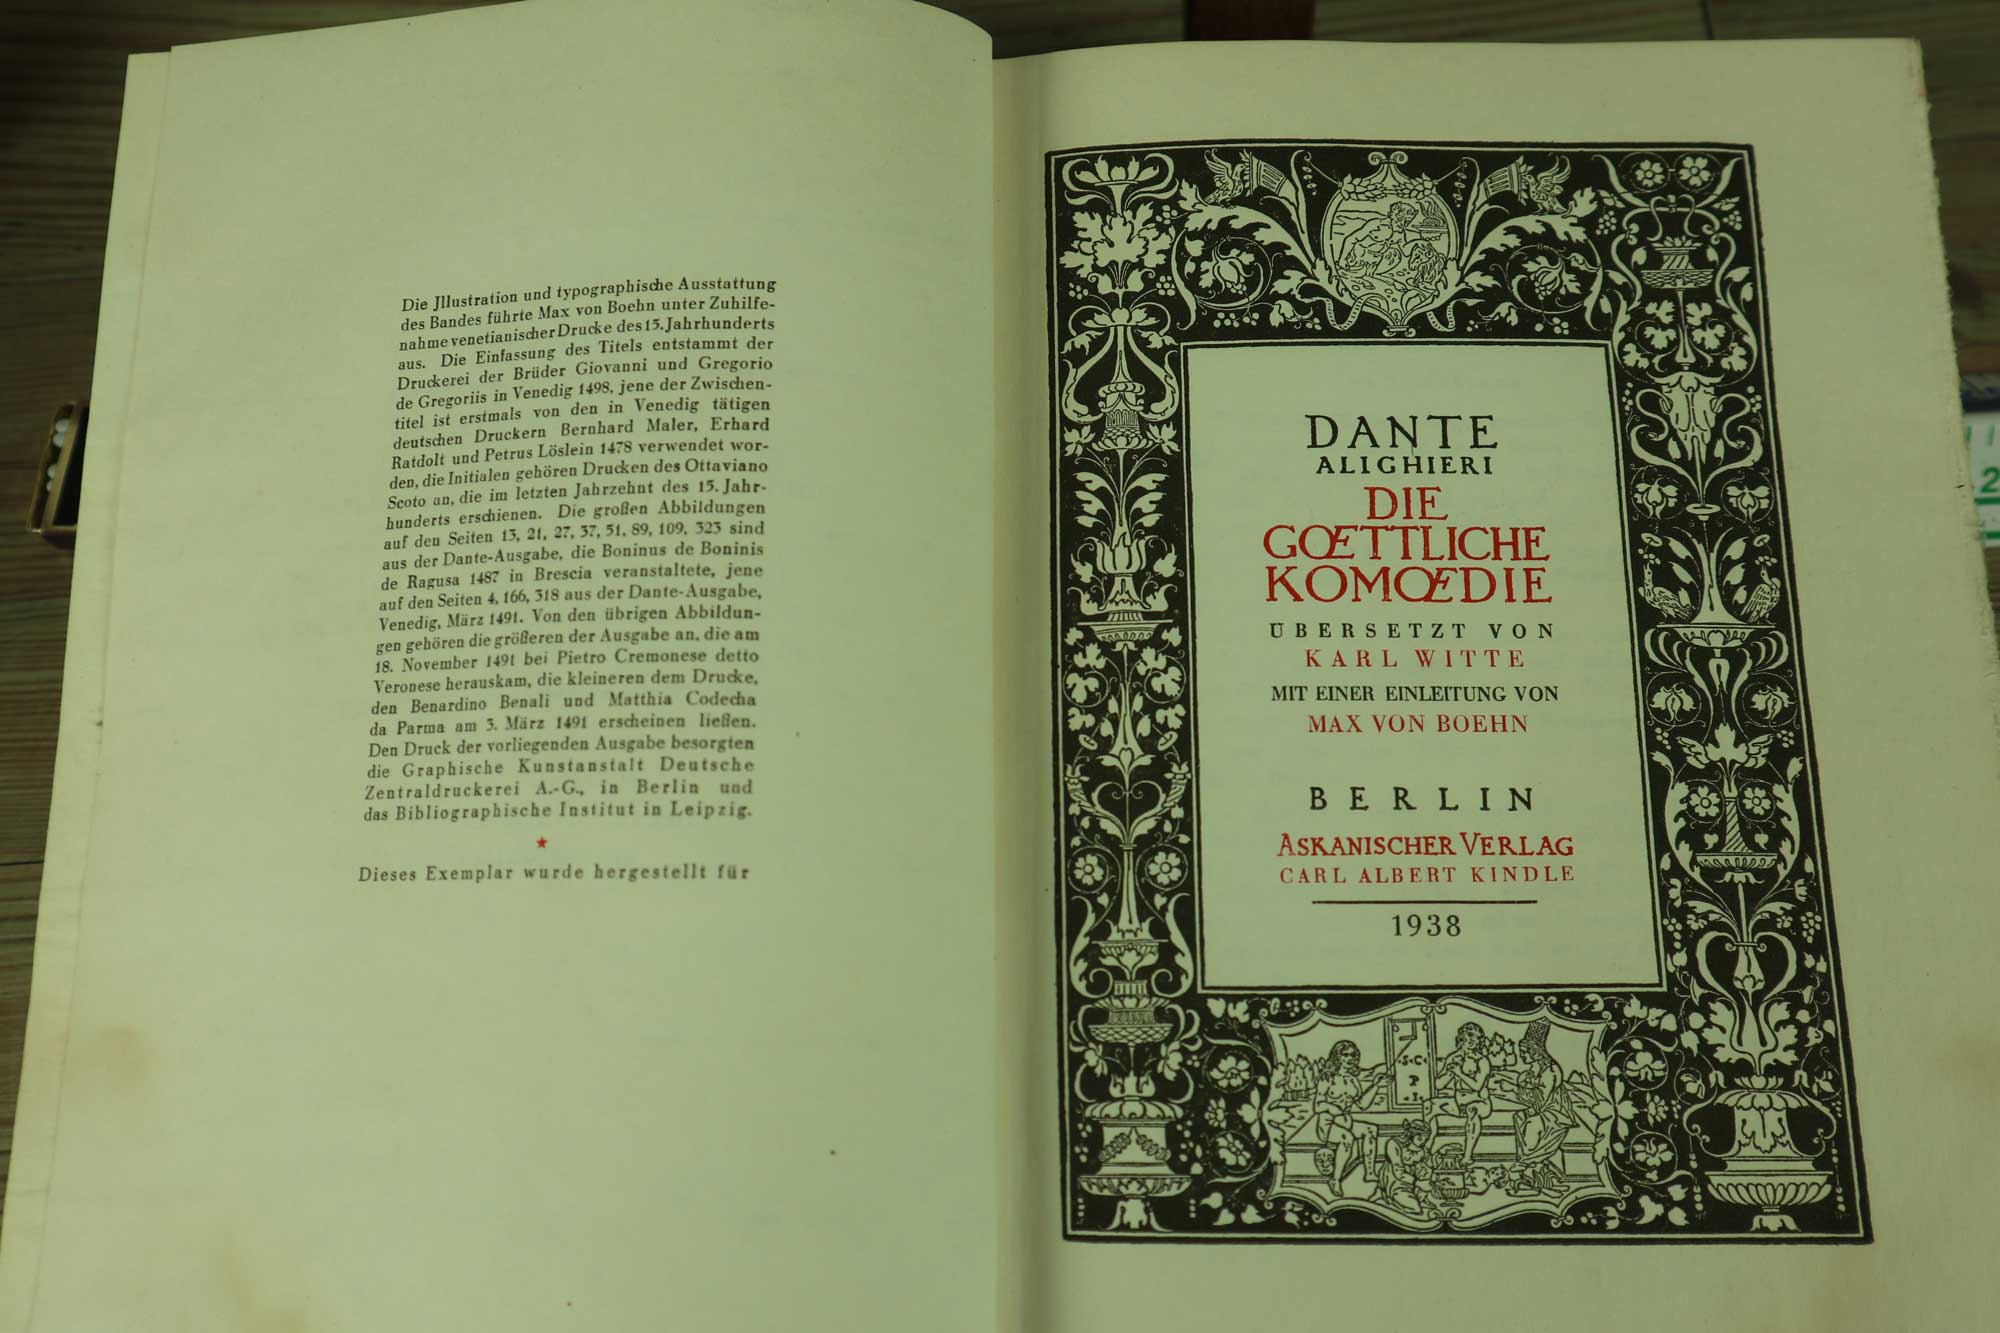 Die Jllustration und typographische Ausstattung
des Bandes führte Max von Boehn unter Zuhilfe-
nahme venetianischer Drucke des 15. Jahrhunderts
aus. Die Einfassung des Titels entstammt der
Druckerei der Brüder Giovanni und Gregorio
de Gregoriis in Venedig 1498, jene der Zwischen-
titel ist erstmals von den in Venedig tätigen
deutschen Druckern Bernhard Maler, Erhard
Ratdolt und Petrus Löslein 1478 verwendet wor-
den, die Initialen gehören Drucken des Ottaviano
Scoto an, die im letzten Jahrzehnt des 15. Jahr-
hunderts erschienen. Die großen Abbildungen
auf den Seiten 13, 21, 27, 37, 51, 89, 109, 323 sind
aus der Dante-Ausgabe, die Boninus de Boninis
de Ragusa 1487 in Brescia veranstaltete, jene
auf den Seiten 4, 166, 318 aus der Dante-Ausgabe,
Venedig, März 1491. Von den übrigen Abbildun-
gen gehören die größeren der Ausgabe an, die am
18. November 1491 bei Pietro Cremonese detto
Veronese herauskam, die kleineren dem Drucke,
den Benardino Benali und Matthia Codecha
da Parma am 3. März 1491 erscheinen ließen.
Den Druck der vorliegenden Ausgabe besorgten
die Graphische Kunstanstalt Deutsche
Zentraldruckerei A.-G., in Berlin und
das Bibliographische Institut in Leipzig.
Dieses Exemplar wurde hergestellt für
DANTE
ALIGHIERI
DIE
GŒTTLICHE
KOMŒDIE
ÜBERSETZT VON
KARL WITTE
MIT EINER EINLEITUNG VON
MAX VON BOEHN
BERLIN
ASKANISCHER VERLAG
CARL ALBERT KINDLE
1938
·S·C·
P
·I·
11
2